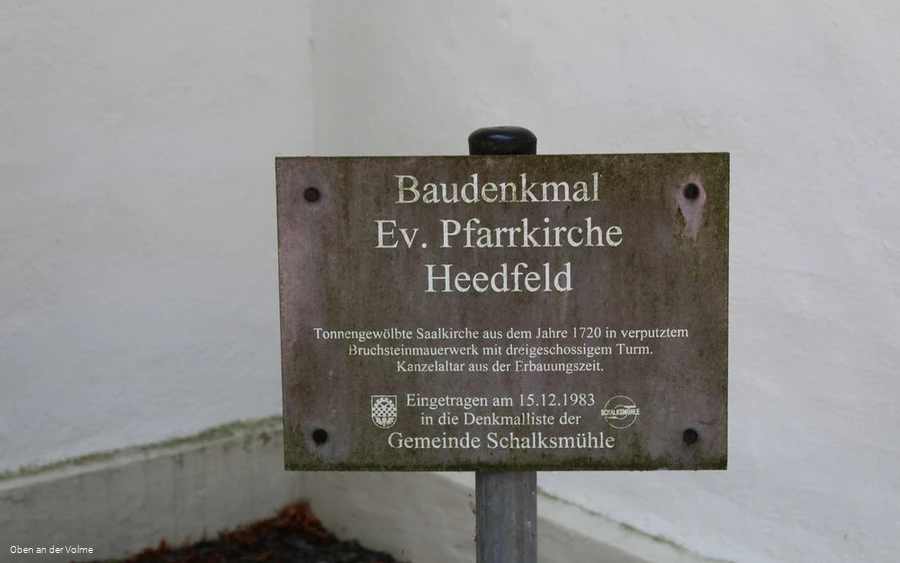 Baudenkmal
Ev. Pfarrkirche
Heedfeld
Tonnengewölbte Saalkirche aus dem Jahre 1720 in verputztem
Bruchsteinmauerwerk mit dreigeschossigem Turm.
Kanzelaltar aus der Erbauungszeit.
Eingetragen am 15.12.1983
in die Denkmalliste der
SCHALKSMÜHLE
Gemeinde Schalksmühle
Oben an der Volme